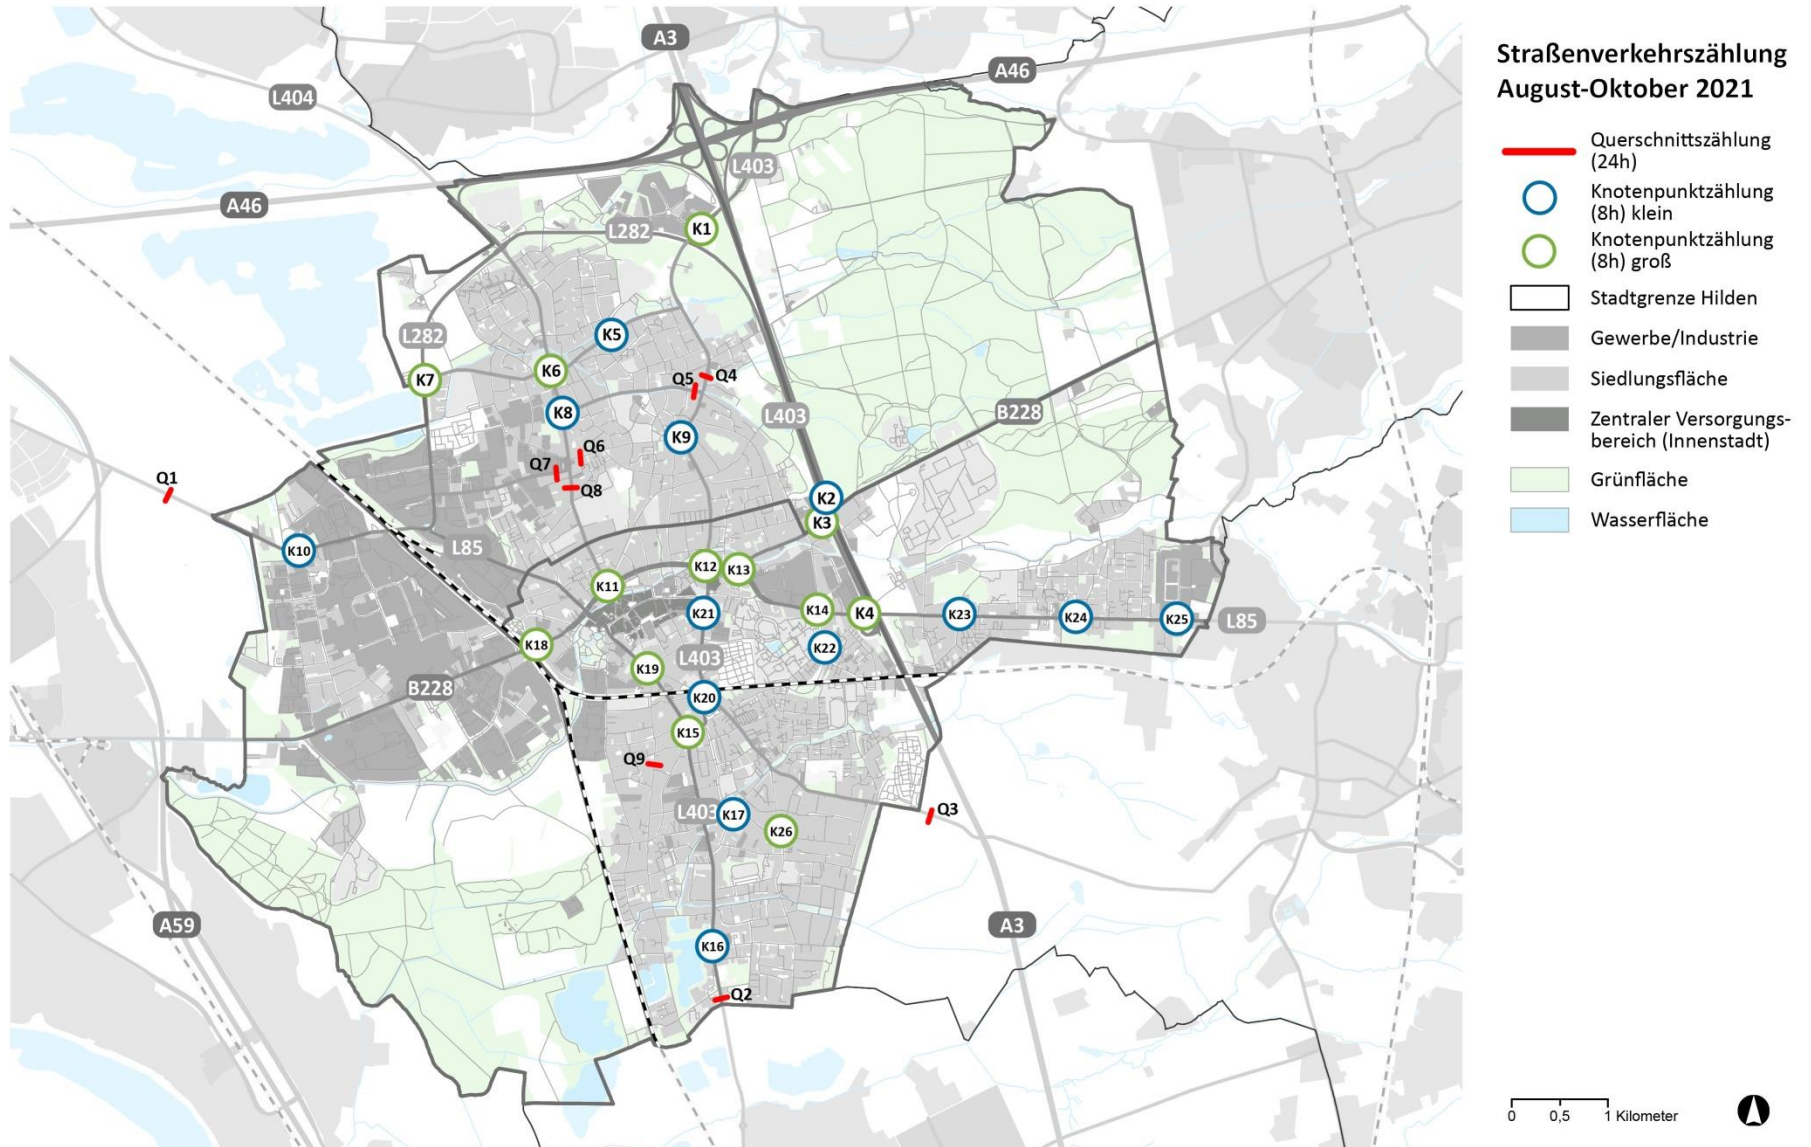 A3
A46
L404
L403
A46
K1
L282
L282
K5
K6
K7
Q5
Q4
K8
L403
B228
K9
Q6
Q7
Q8
Q1
K2
K3
K10
L85
K12
K13
K11
K21
K14
K4
K23
K24
K25
L85
K18
K22
K19
L403
B228
K20
K15
Q9
L403
K17
K26
Q3
A59
A3
K16
Q2
Straßenverkehrszählung
August-Oktober 2021
Querschnittszählung
(24h)
Knotenpunktzählung
(8h) klein
Knotenpunktzählung
(8h) groß
Stadtgrenze Hilden
Gewerbe/Industrie
Siedlungsfläche
Zentraler Versorgungs-
bereich (Innenstadt)
Grünfläche
Wasserfläche
0 0,5 1 Kilometer